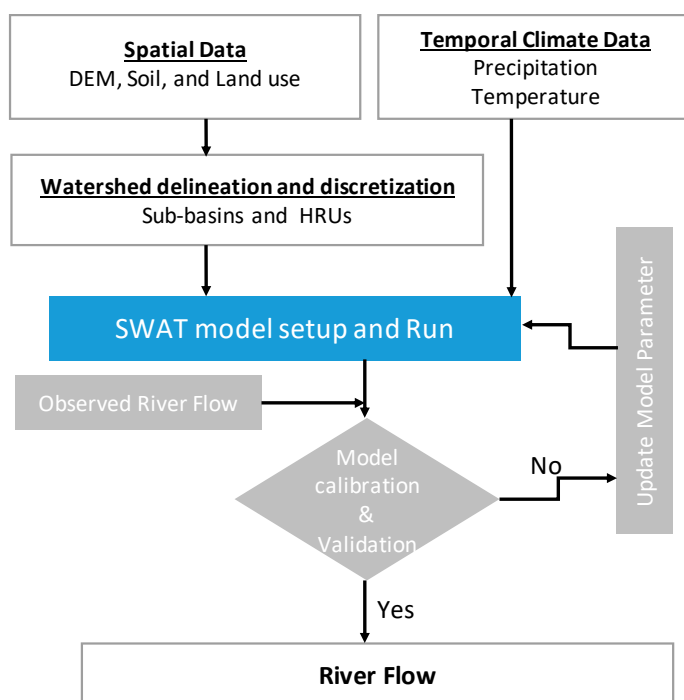 Spatial Data
DEM, Soil, and Land use
Temporal Climate Data
Precipitation
Temperature
Watershed delineation and discretization
Sub-basins and HRUs
SWAT model setup and Run
Update Model Parameter
Observed River Flow
Model
calibration
&
Validation
No
Yes
River Flow